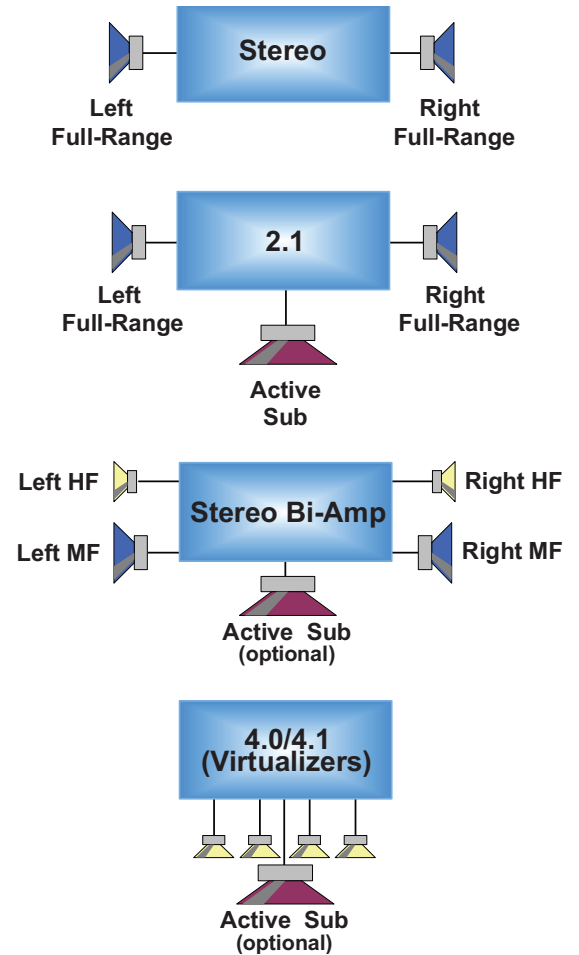 Stereo
Left
Full-Range
Right
Full-Range
2.1
Left
Full-Range
Right
Full-Range
Active
Sub
Left HF
Right HF
Stereo Bi-Amp
Left MF
Right MF
Active Sub
(optional)
4.0/4.1
(Virtualizers)
Active Sub
(optional)